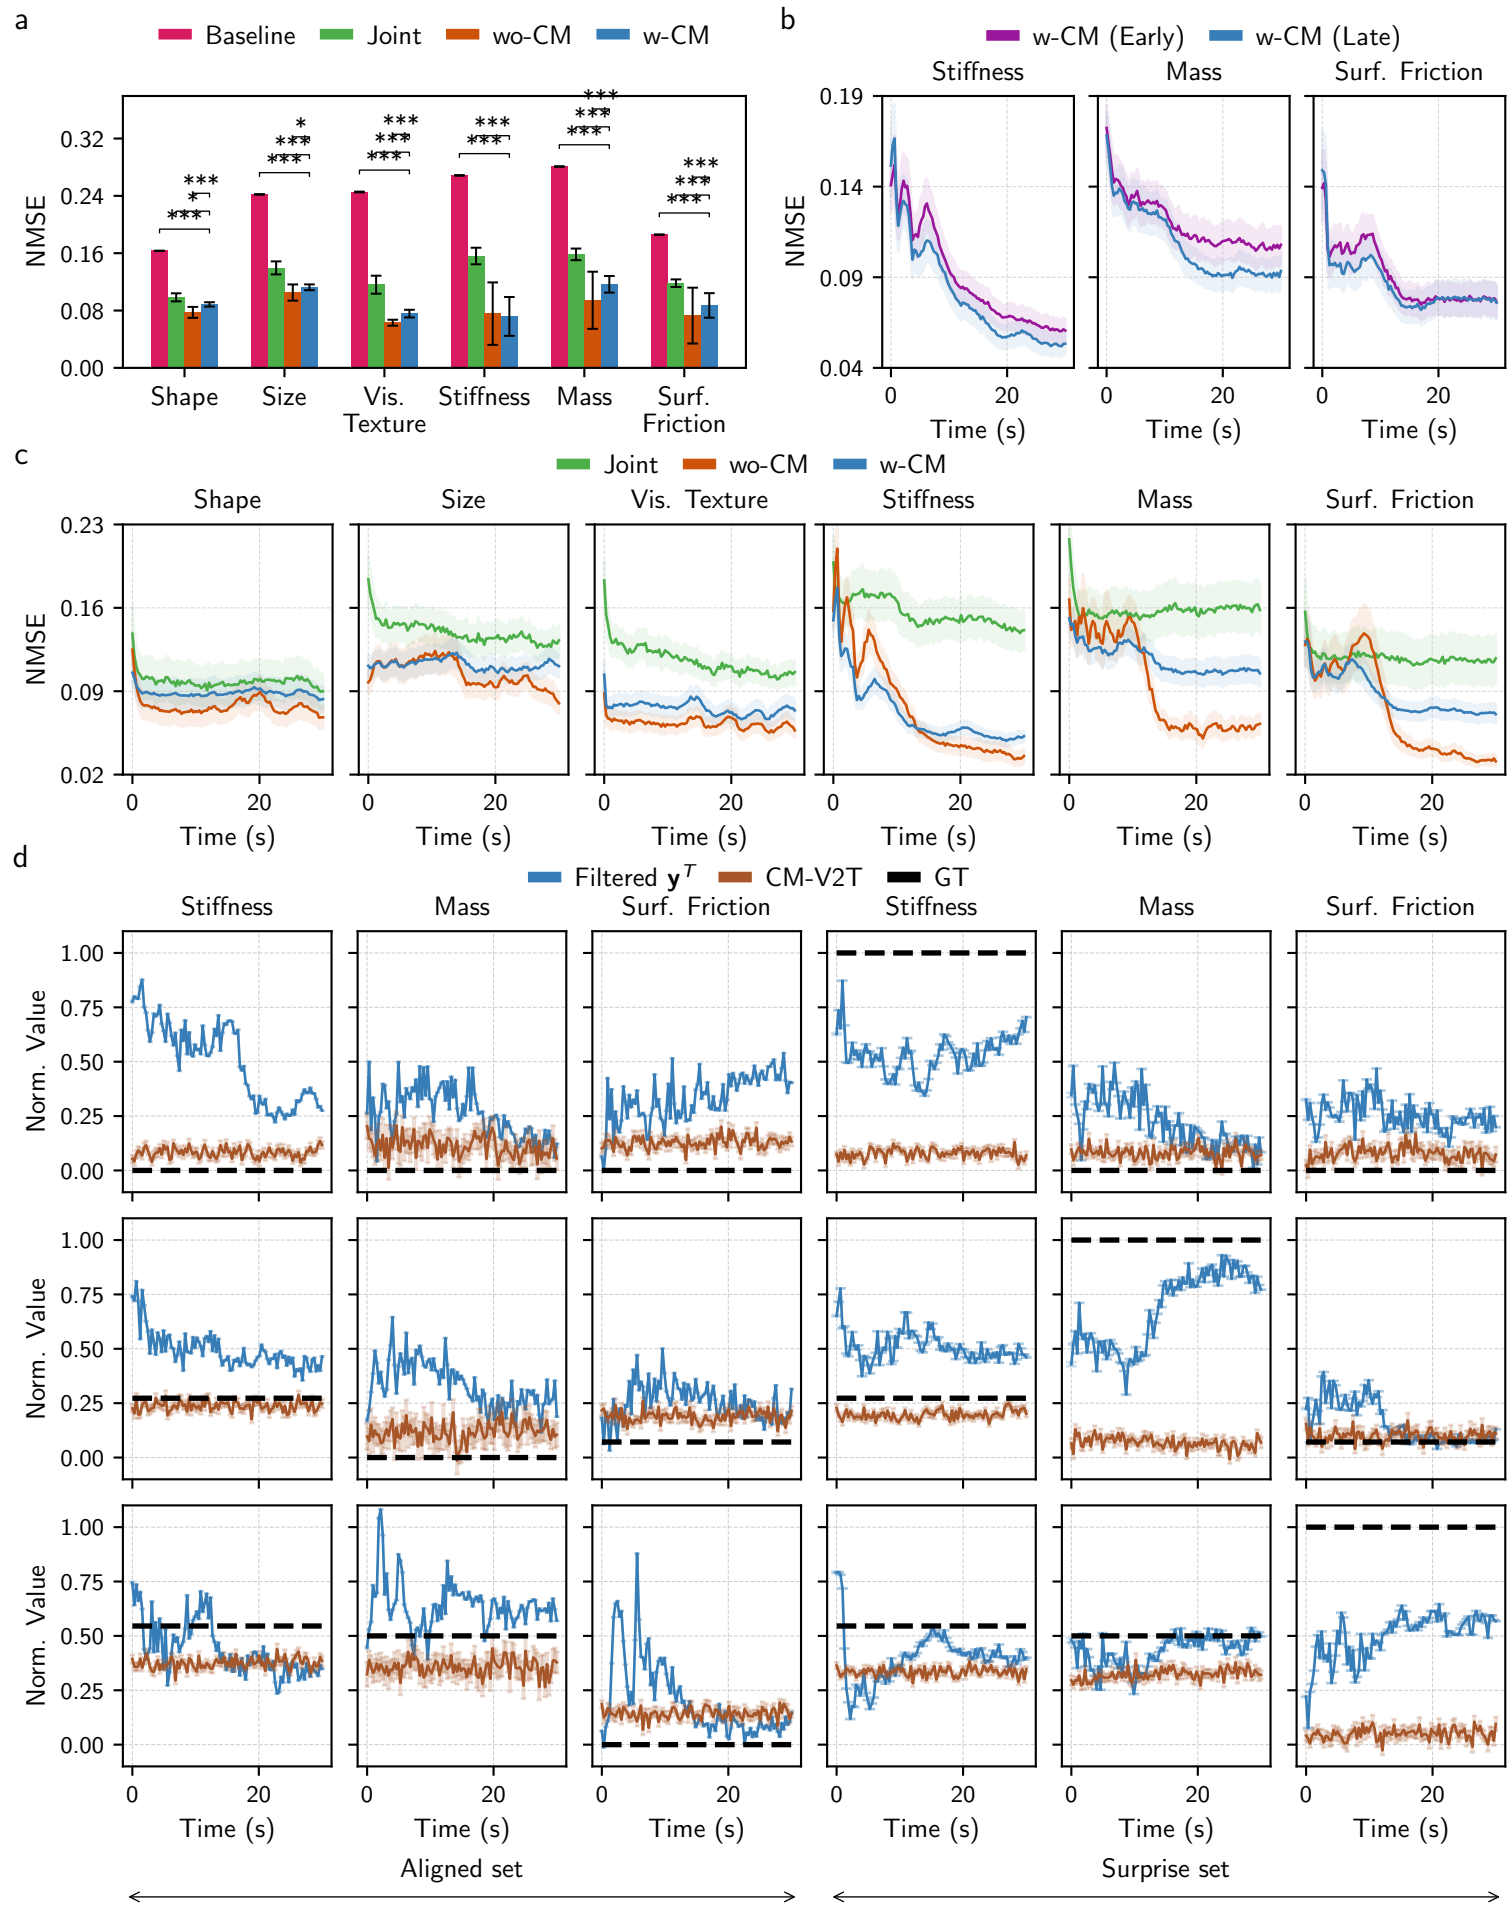 a
Baseline Joint wo-CM w-CM
NMSE
0.32
0.24
0.16
0.08
0.00
*** * ***
*** *** *
*** *** ***
*** ***
*** *** ***
*** *** ***
Shape Size Vis. Texture Stiffness Mass Surf. Friction
b
w-CM (Early) w-CM (Late)
Stiffness Mass Surf. Friction
NMSE
0.19
0.14
0.09
0.04
0 20 0 20 0 20
Time (s) Time (s) Time (s)
c
Joint wo-CM w-CM
Shape Size Vis. Texture Stiffness Mass Surf. Friction
NMSE
0.23
0.16
0.09
0.02
0 20 0 20 0 20 0 20 0 20 0 20
Time (s) Time (s) Time (s) Time (s) Time (s) Time (s)
d
Filtered y^T CM-V2T GT
Stiffness Mass Surf. Friction Stiffness Mass Surf. Friction
Norm. Value
1.00
0.75
0.50
0.25
0.00
Norm. Value
1.00
0.75
0.50
0.25
0.00
Norm. Value
1.00
0.75
0.50
0.25
0.00
0 20 0 20 0 20 0 20 0 20 0 20
Time (s) Time (s) Time (s) Time (s) Time (s) Time (s)
Aligned set Surprise set